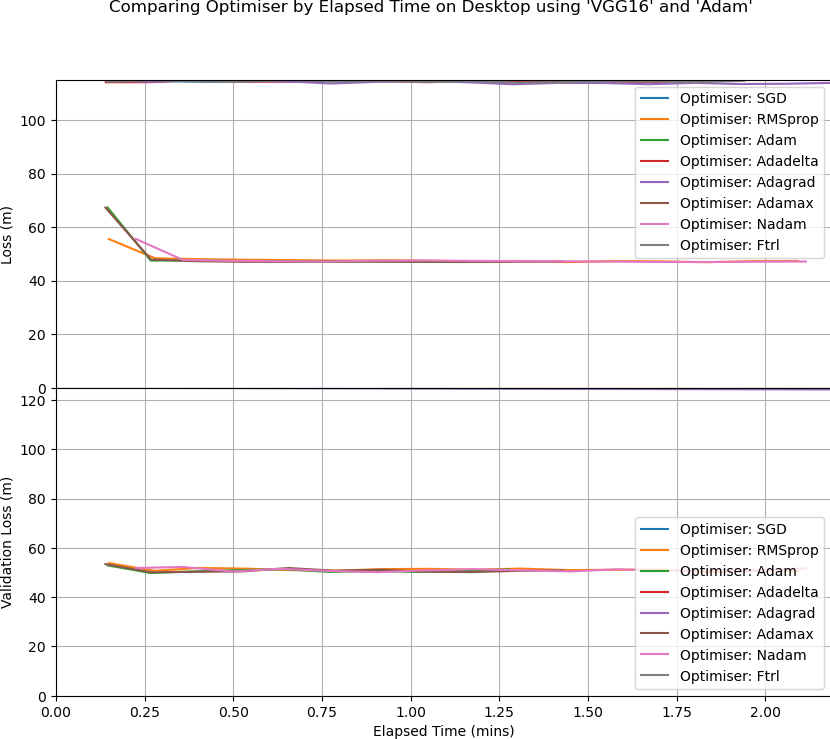 Comparing Optimiser by Elapsed Time on Desktop using 'VGG16' and 'Adam'
Loss (m)
100
80
60
40
20
0
Optimiser: SGD
Optimiser: RMSprop
Optimiser: Adam
Optimiser: Adadelta
Optimiser: Adagrad
Optimiser: Adamax
Optimiser: Nadam
Optimiser: Ftrl
Validation Loss (m)
120
100
80
60
40
20
0
Optimiser: SGD
Optimiser: RMSprop
Optimiser: Adam
Optimiser: Adadelta
Optimiser: Adagrad
Optimiser: Adamax
Optimiser: Nadam
Optimiser: Ftrl
0.00 0.25 0.50 0.75 1.00 1.25 1.50 1.75 2.00
Elapsed Time (mins)